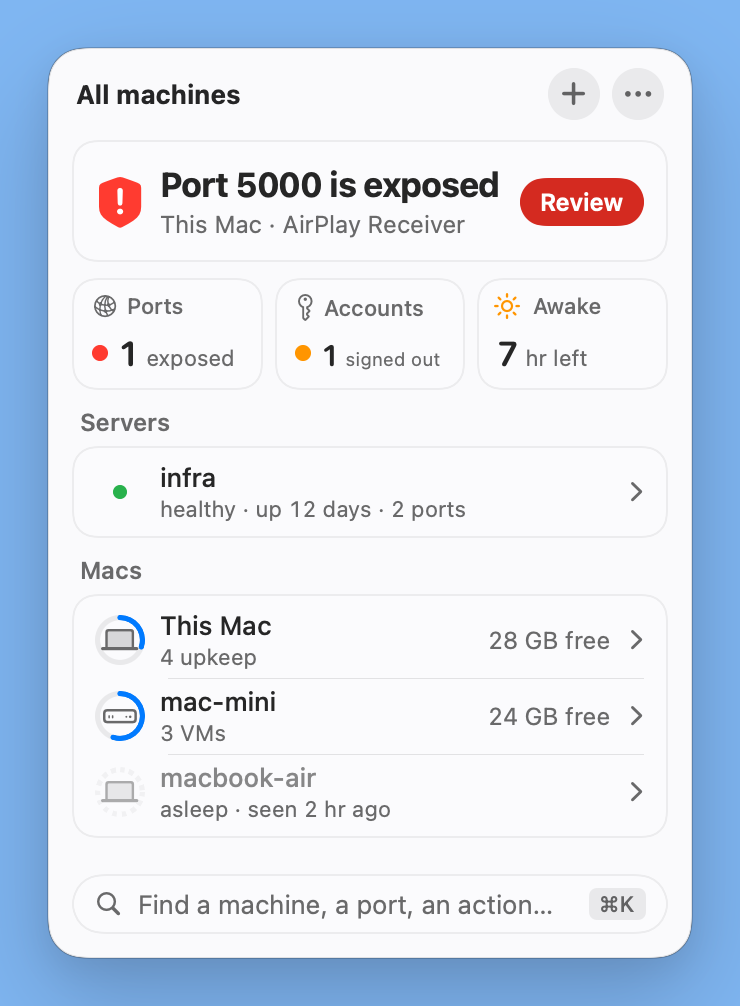 All machines
Port 5000 is exposed
This Mac · AirPlay Receiver
Review
Ports
1 exposed
Accounts
1 signed out
Awake
7 hr left
Servers
infra
healthy · up 12 days · 2 ports
Macs
This Mac
4 upkeep
28 GB free
mac-mini
3 VMs
24 GB free
macbook-air
asleep · seen 2 hr ago
Find a machine, a port, an action...
⌘K